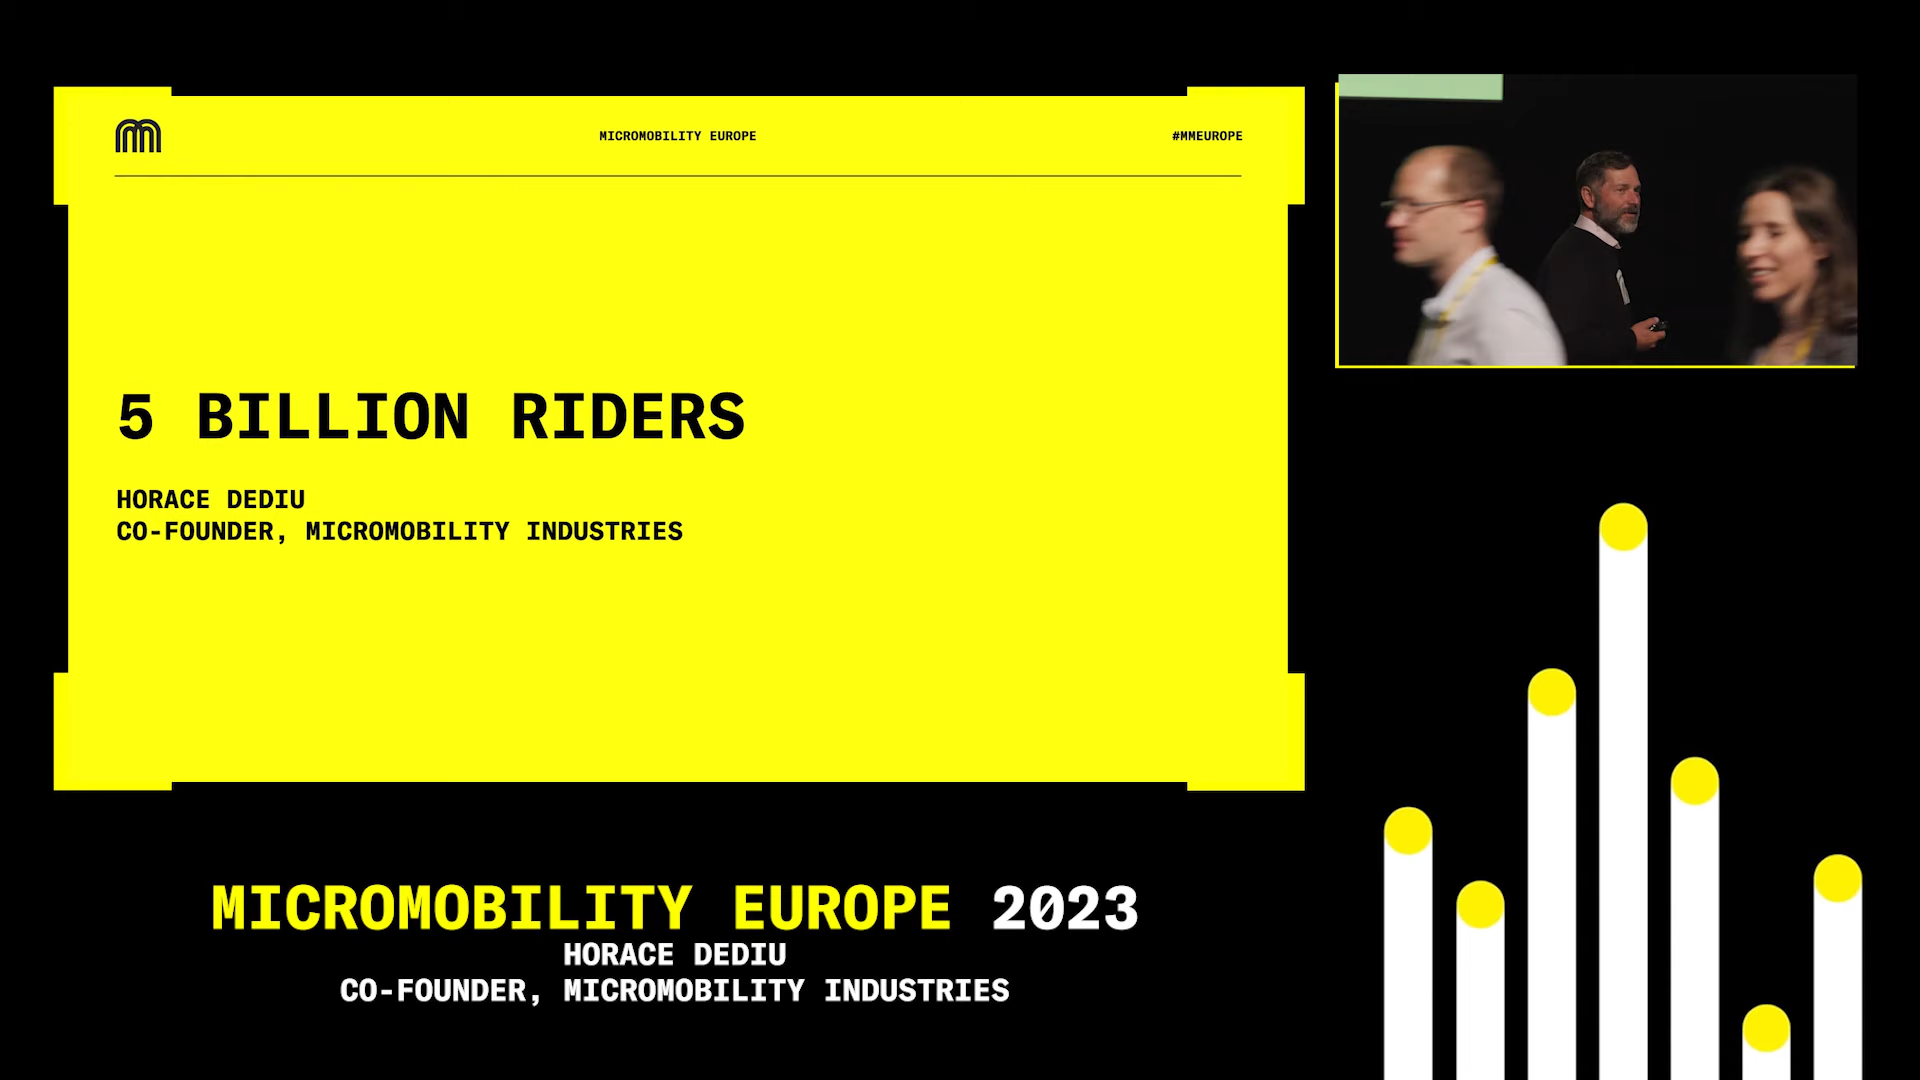 MICROMOBILITY EUROPE
#MMEUROPE
5 BILLION RIDERS
HORACE DEDIU
CO-FOUNDER, MICROMOBILITY INDUSTRIES
MICROMOBILITY EUROPE 2023
HORACE DEDIU
CO-FOUNDER, MICROMOBILITY INDUSTRIES